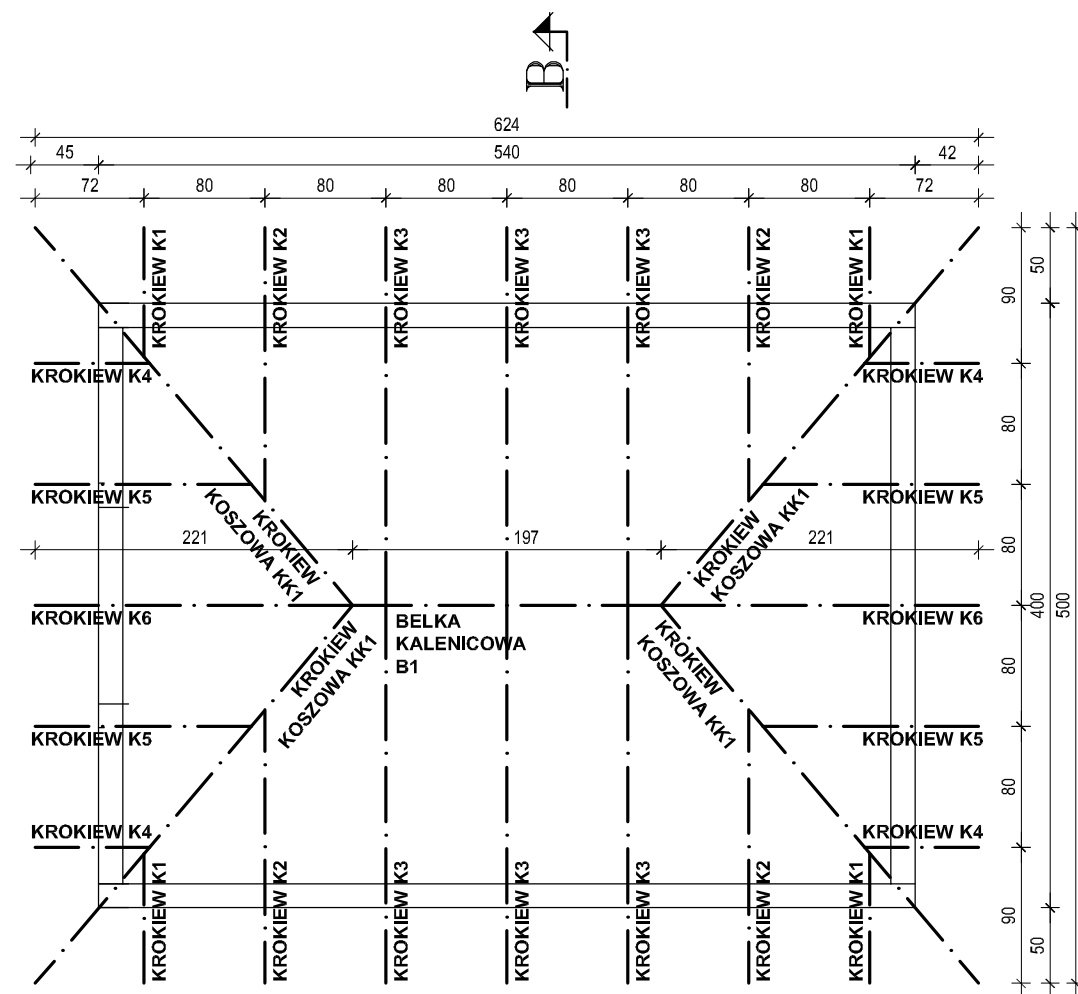 B
624
45 540 42
72 80 80 80 80 80 80 72
KROKIEW K1
KROKIEW K2
KROKIEW K3
KROKIEW K3
KROKIEW K3
KROKIEW K2
KROKIEW K1
50
90
KROKIEW K4
KROKIEW K4
80
KROKIEW K5
KROKIEW K5
KROKIEW
KOSZOWA KK1
KROKIEW
KOSZOWA KK1
221 197 221
80
KROKIEW K6
KROKIEW K6
400
500
BELKA
KALENICOWA
B1
KROKIEW
KOSZOWA KK1
KROKIEW
KOSZOWA KK1
80
KROKIEW K5
KROKIEW K5
80
KROKIEW K4
KROKIEW K4
KROKIEW K1
KROKIEW K2
KROKIEW K3
KROKIEW K3
KROKIEW K3
KROKIEW K2
KROKIEW K1
90
50